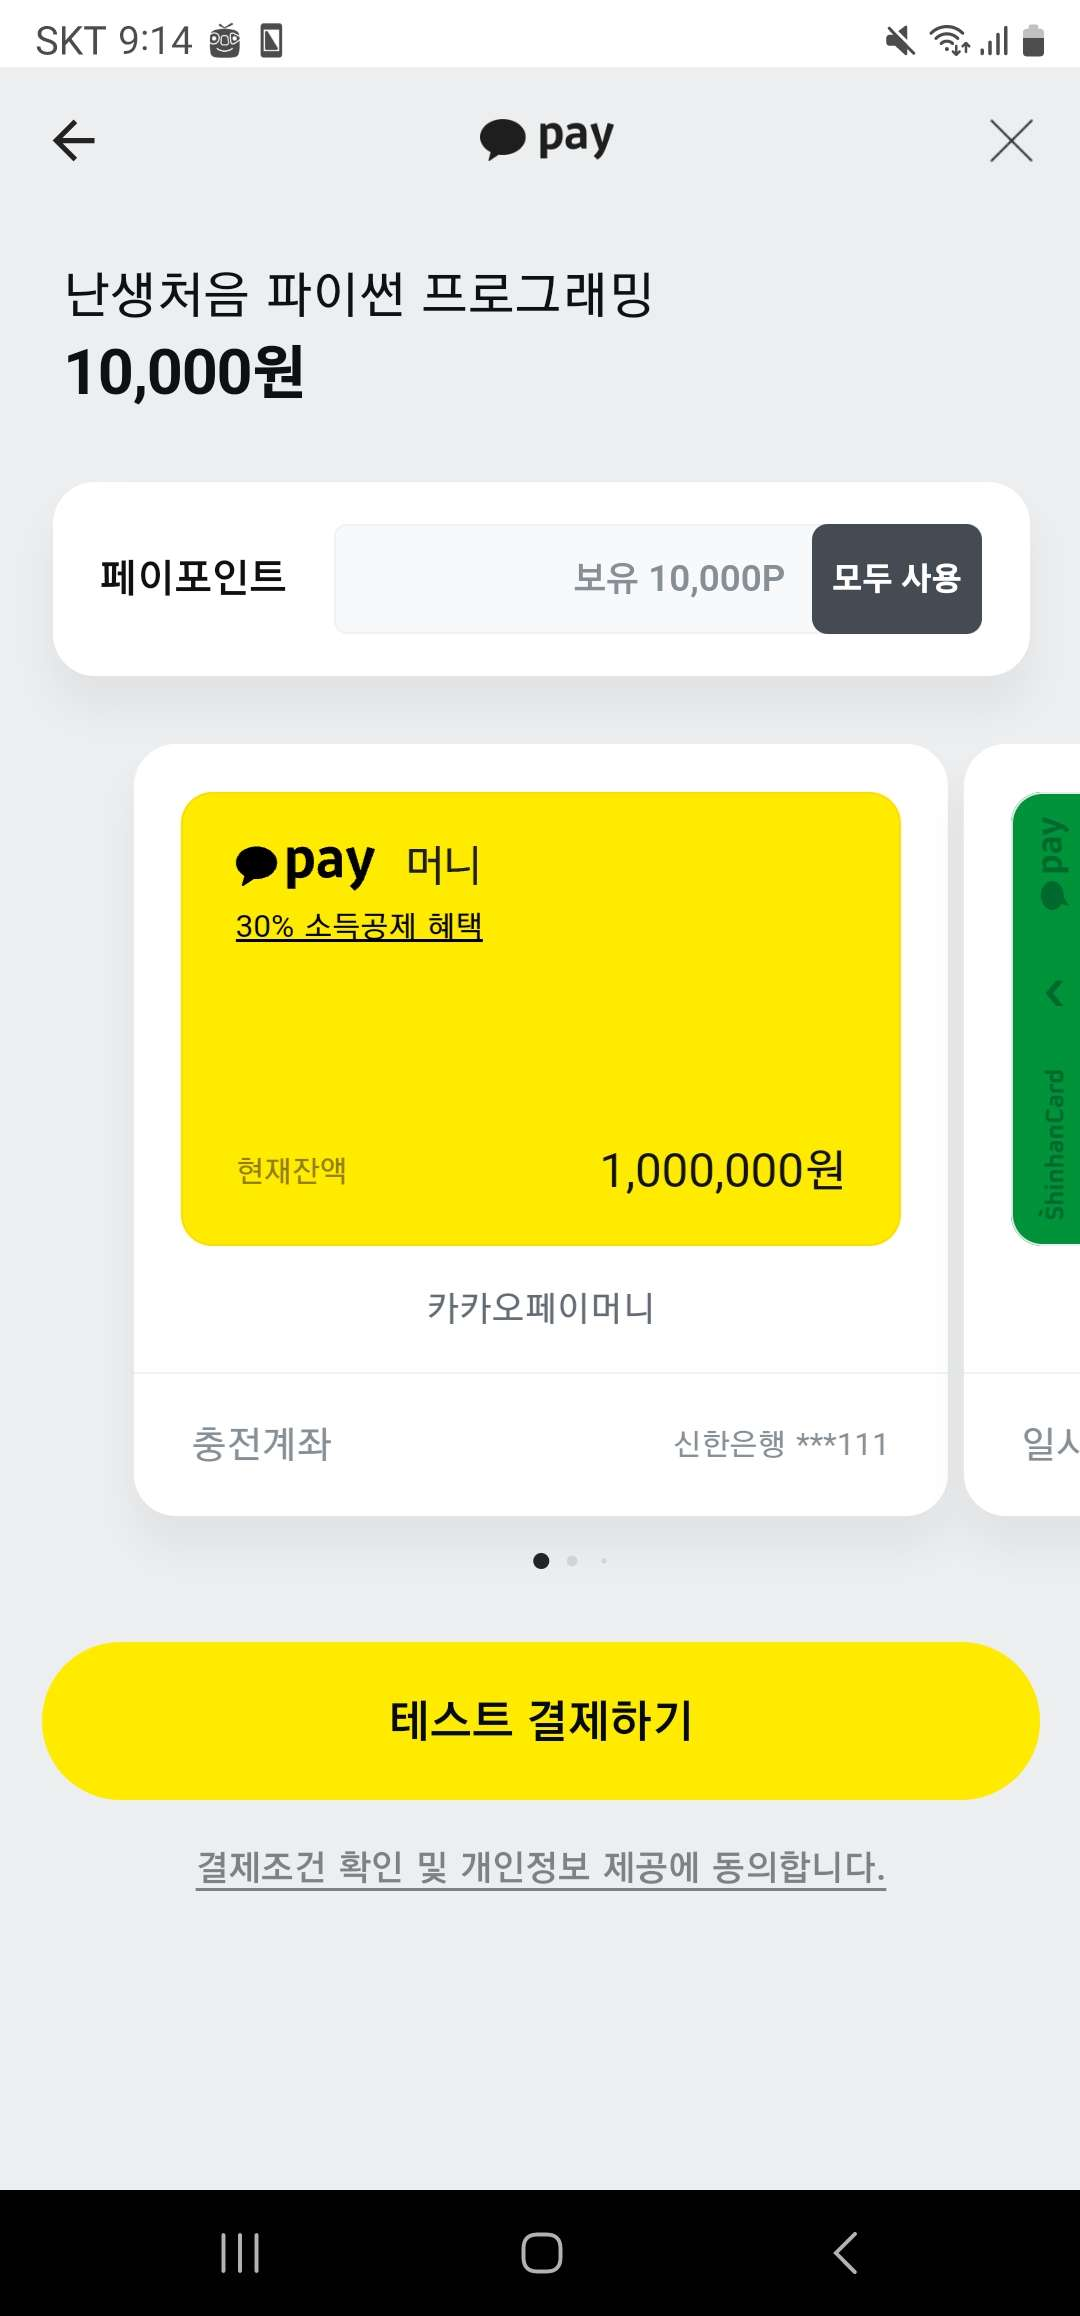 SKT 9:14
pay
난생처음 파이썬 프로그래밍
10,000원
페이포인트 보유 10,000P 모두 사용
pay 머니
30% 소득공제 혜택
현재잔액 1,000,000원
카카오페이머니
충전계좌 신한은행 ***111
pay
ShinhanCard
일시
테스트 결제하기
결제조건 확인 및 개인정보 제공에 동의합니다.